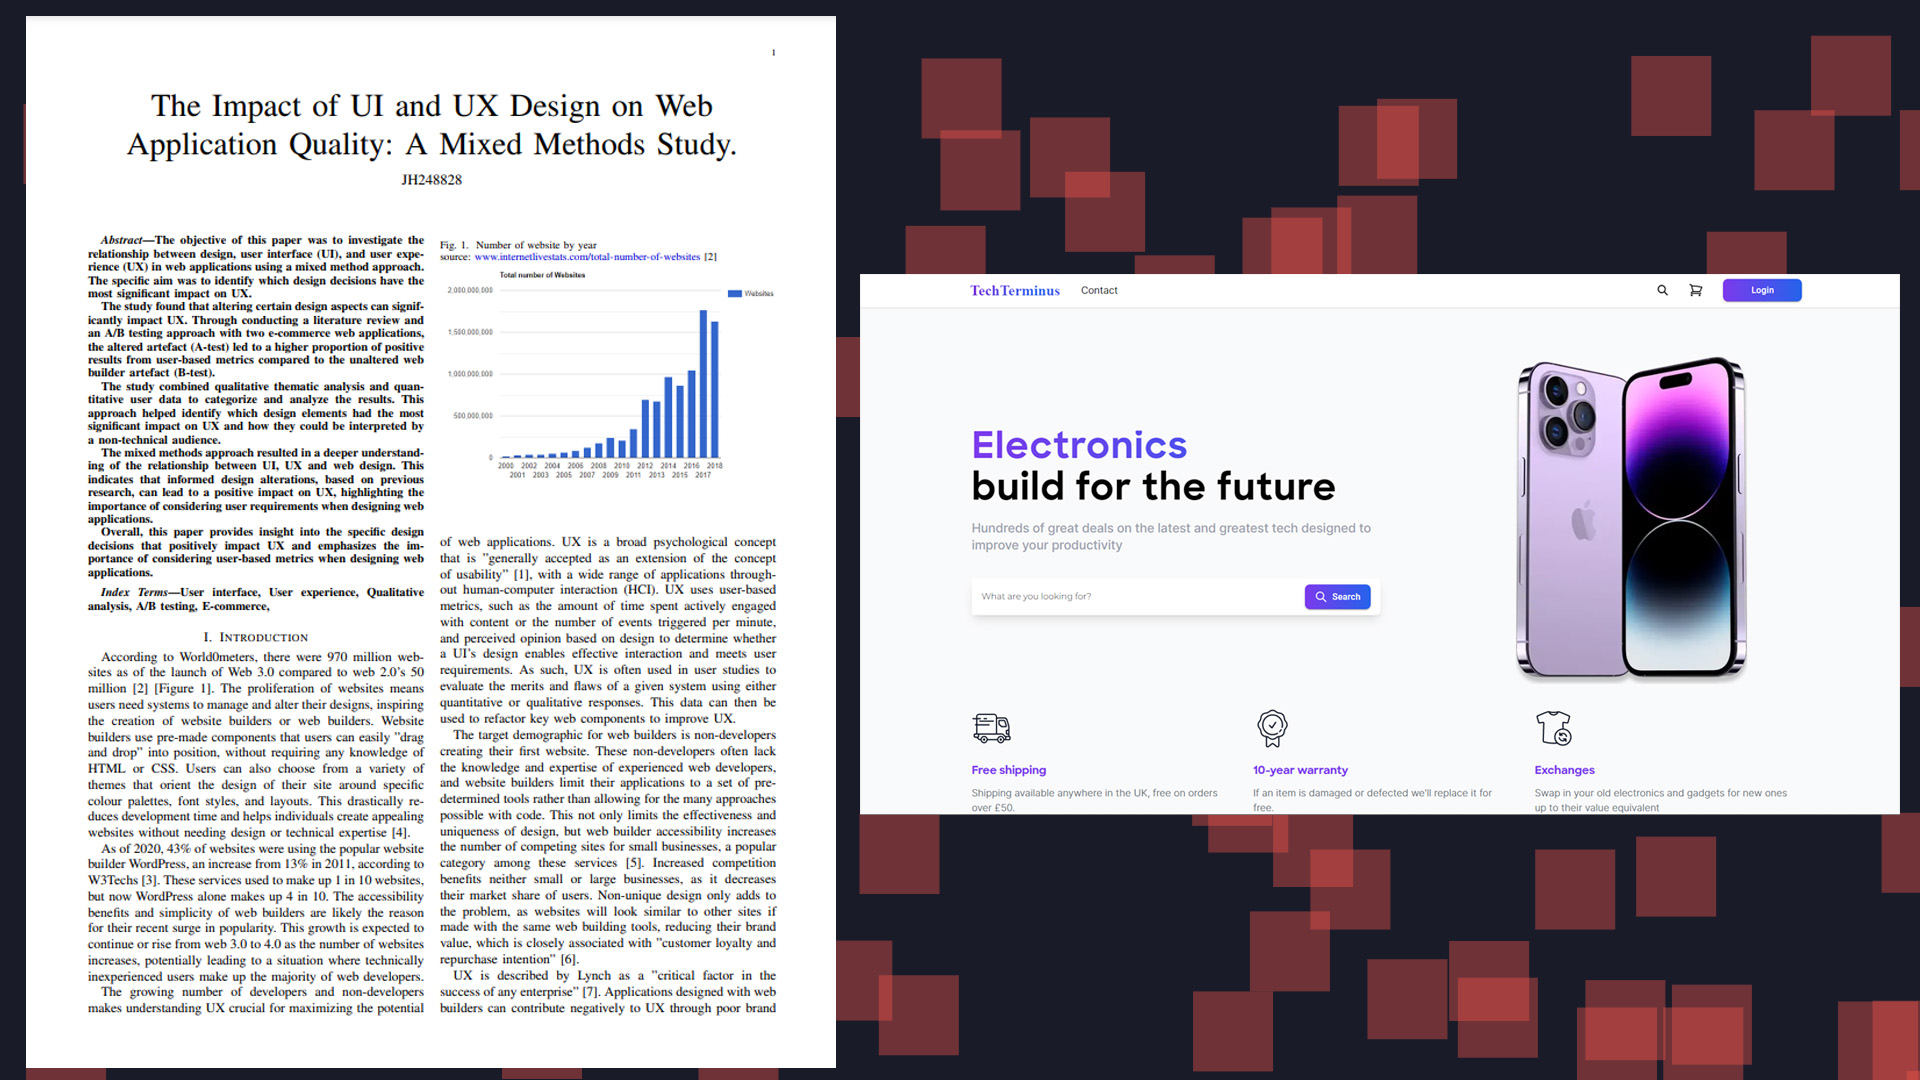 1
The Impact of UI and UX Design on Web
Application Quality: A Mixed Methods Study.
JH248828
Abstract—The objective of this paper was to investigate the
relationship between design, user interface (UI), and user expe-
rience (UX) in web applications using a mixed method approach.
The specific aim was to identify which design decisions have the
most significant impact on UX.
The study found that altering certain design aspects can signif-
icantly impact UX. Through conducting a literature review and
an A/B testing approach with two e-commerce web applications,
the altered artefact (A-test) led to a higher proportion of positive
results from user-based metrics compared to the unaltered web
builder artefact (B-test).
The study combined qualitative thematic analysis and quan-
titative user data to categorize and analyze the results. This
approach helped identify which design elements had the most
significant impact on UX and how they could be interpreted by
a non-technical audience.
The mixed methods approach resulted in a deeper understand-
ing of the relationship between UI, UX and web design. This
indicates that informed design alterations, based on previous
research, can lead to a positive impact on UX, highlighting the
importance of considering user requirements when designing web
applications.
Overall, this paper provides insight into the specific design
decisions that positively impact UX and emphasizes the im-
portance of considering user-based metrics when designing web
applications.
Index Terms—User interface, User experience, Qualitative
analysis, A/B testing, E-commerce,
I. INTRODUCTION
According to World0meters, there were 970 million web-
sites as of the launch of Web 3.0 compared to web 2.0's 50
million [2] [Figure 1]. The proliferation of websites means
users need systems to manage and alter their designs, inspiring
the creation of website builders or web builders. Website
builders use pre-made components that users can easily "drag
and drop" into position, without requiring any knowledge of
HTML or CSS. Users can also choose from a variety of
themes that orient the design of their site around specific
colour palettes, font styles, and layouts. This drastically re-
duces development time and helps individuals create appealing
websites without needing design or technical expertise [4].
As of 2020, 43% of websites were using the popular website
builder WordPress, an increase from 13% in 2011, according to
W3Techs [3]. These services used to make up 1 in 10 websites,
but now WordPress alone makes up 4 in 10. The accessibility
benefits and simplicity of web builders are likely the reason
for their recent surge in popularity. This growth is expected to
continue or rise from web 3.0 to 4.0 as the number of websites
increases, potentially leading to a situation where technically
inexperienced users make up the majority of web developers.
The growing number of developers and non-developers
makes understanding UX crucial for maximizing the potential
Fig. 1. Number of website by year
source: www.internetlivestats.com/total-number-of-websites [2]
Total number of Websites
Websites
2,000,000,000
1,500,000,000
1,000,000,000
500,000,000
0
2000 2002 2004 2006 2008 2010 2012 2014 2016 2018
2001 2003 2005 2007 2009 2011 2013 2015 2017
of web applications. UX is a broad psychological concept
that is "generally accepted as an extension of the concept
of usability" [1], with a wide range of applications through-
out human-computer interaction (HCI). UX uses user-based
metrics, such as the amount of time spent actively engaged
with content or the number of events triggered per minute,
and perceived opinion based on design to determine whether
a UI's design enables effective interaction and meets user
requirements. As such, UX is often used in user studies to
evaluate the merits and flaws of a given system using either
quantitative or qualitative responses. This data can then be
used to refactor key web components to improve UX.
The target demographic for web builders is non-developers
creating their first website. These non-developers often lack
the knowledge and expertise of experienced web developers,
and website builders limit their applications to a set of pre-
determined tools rather than allowing for the many approaches
possible with code. This not only limits the effectiveness and
uniqueness of design, but web builder accessibility increases
the number of competing sites for small businesses, a popular
category among these services [5]. Increased competition
benefits neither small or large businesses, as it decreases
their market share of users. Non-unique design only adds to
the problem, as websites will look similar to other sites if
made with the same web building tools, reducing their brand
value, which is closely associated with "customer loyalty and
repurchase intention" [6].
UX is described by Lynch as a "critical factor in the
success of any enterprise" [7]. Applications designed with web
builders can contribute negatively to UX through poor brand
TechTerminus
Contact
Login
Electronics
build for the future
Hundreds of great deals on the latest and greatest tech designed to
improve your productivity
What are you looking for?
Search
Free shipping
Shipping available anywhere in the UK, free on orders
over £50.
10-year warranty
If an item is damaged or defected we'll replace it for
free.
Exchanges
Swap in your old electronics and gadgets for new ones
up to their value equivalent